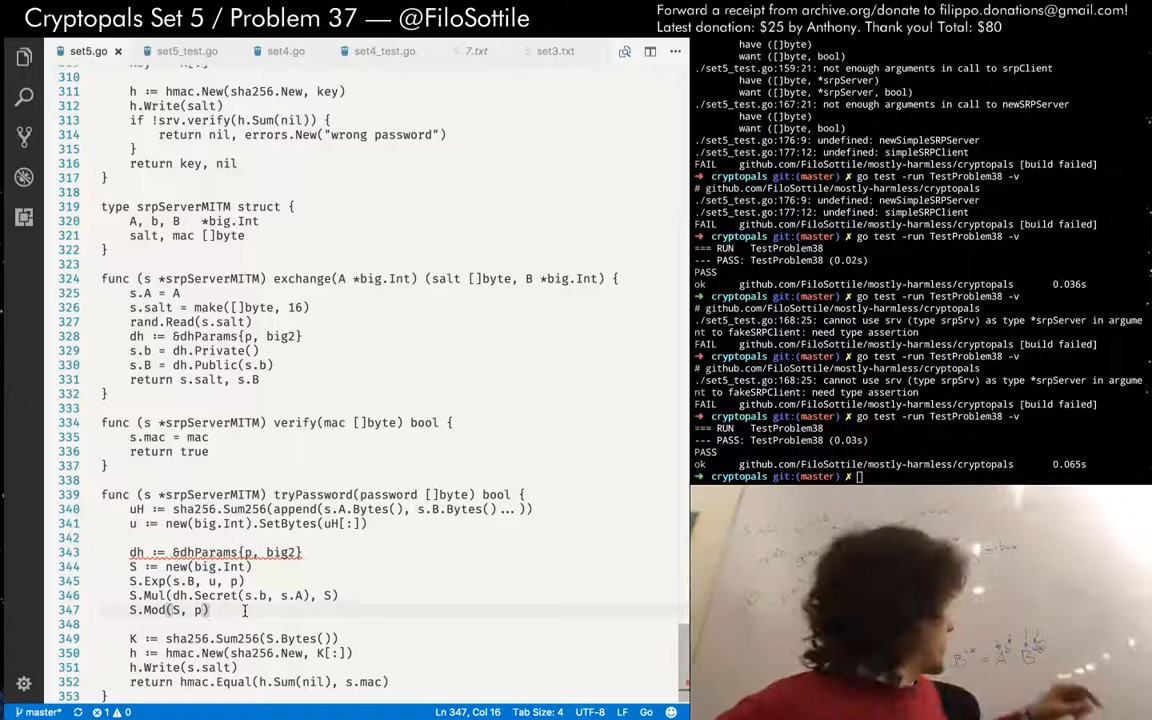 Cryptopals Set 5 / Problem 37 — @FiloSottile
Forward a receipt from archive.org/donate to filippo.donations@gmail.com!
Latest donation: $25 by Anthony. Thank you! Total: $80
set5.go × set5_test.go set4.go set4_test.go 7.txt set3.txt ···
310
311 h := hmac.New(sha256.New, key)
312 h.Write(salt)
313 if !srv.verify(h.Sum(nil)) {
314 return nil, errors.New("wrong password")
315 }
316 return key, nil
317 }
318
319 type srpServerMITM struct {
320 A, b, B *big.Int
321 salt, mac []byte
322 }
323
324 func (s *srpServerMITM) exchange(A *big.Int) (salt []byte, B *big.Int) {
325 s.A = A
326 s.salt = make([]byte, 16)
327 rand.Read(s.salt)
328 dh := &dhParams{p, big2}
329 s.b = dh.Private()
330 s.B = dh.Public(s.b)
331 return s.salt, s.B
332 }
333
334 func (s *srpServerMITM) verify(mac []byte) bool {
335 s.mac = mac
336 return true
337 }
338
339 func (s *srpServerMITM) tryPassword(password []byte) bool {
340 uH := sha256.Sum256(append(s.A.Bytes(), s.B.Bytes()...))
341 u := new(big.Int).SetBytes(uH[:])
342
343 dh := &dhParams{p, big2}
344 S := new(big.Int)
345 S.Exp(s.B, u, p)
346 S.Mul(dh.Secret(s.b, s.A), S)
347 S.Mod(S, p)
348
349 K := sha256.Sum256(S.Bytes())
350 h := hmac.New(sha256.New, K[:])
351 h.Write(s.salt)
352 return hmac.Equal(h.Sum(nil), s.mac)
353 }
master* 1 0 Ln 347, Col 16 Tab Size: 4 UTF-8 LF Go
have ([]byte)
want ([]byte, bool)
./set5_test.go:159:21: not enough arguments in call to srpClient
have ([]byte, *srpServer)
want ([]byte, *srpServer, bool)
./set5_test.go:167:21: not enough arguments in call to newSRPServer
have ([]byte)
want ([]byte, bool)
./set5_test.go:176:9: undefined: newSimpleSRPServer
./set5_test.go:177:12: undefined: simpleSRPClient
FAIL github.com/FiloSottile/mostly-harmless/cryptopals [build failed]
➜ cryptopals git:(master) ✗ go test -run TestProblem38 -v
# github.com/FiloSottile/mostly-harmless/cryptopals
./set5_test.go:176:9: undefined: newSimpleSRPServer
./set5_test.go:177:12: undefined: simpleSRPClient
FAIL github.com/FiloSottile/mostly-harmless/cryptopals [build failed]
➜ cryptopals git:(master) ✗ go test -run TestProblem38 -v
=== RUN TestProblem38
--- PASS: TestProblem38 (0.02s)
PASS
ok github.com/FiloSottile/mostly-harmless/cryptopals 0.036s
➜ cryptopals git:(master) ✗ go test -run TestProblem38 -v
# github.com/FiloSottile/mostly-harmless/cryptopals
./set5_test.go:168:25: cannot use srv (type srpSrv) as type *srpServer in argume
nt to fakeSRPClient: need type assertion
FAIL github.com/FiloSottile/mostly-harmless/cryptopals [build failed]
➜ cryptopals git:(master) ✗ go test -run TestProblem38 -v
# github.com/FiloSottile/mostly-harmless/cryptopals
./set5_test.go:168:25: cannot use srv (type srpSrv) as type *srpServer in argume
nt to fakeSRPClient: need type assertion
FAIL github.com/FiloSottile/mostly-harmless/cryptopals [build failed]
➜ cryptopals git:(master) ✗ go test -run TestProblem38 -v
=== RUN TestProblem38
--- PASS: TestProblem38 (0.03s)
PASS
ok github.com/FiloSottile/mostly-harmless/cryptopals 0.065s
➜ cryptopals git:(master) ✗